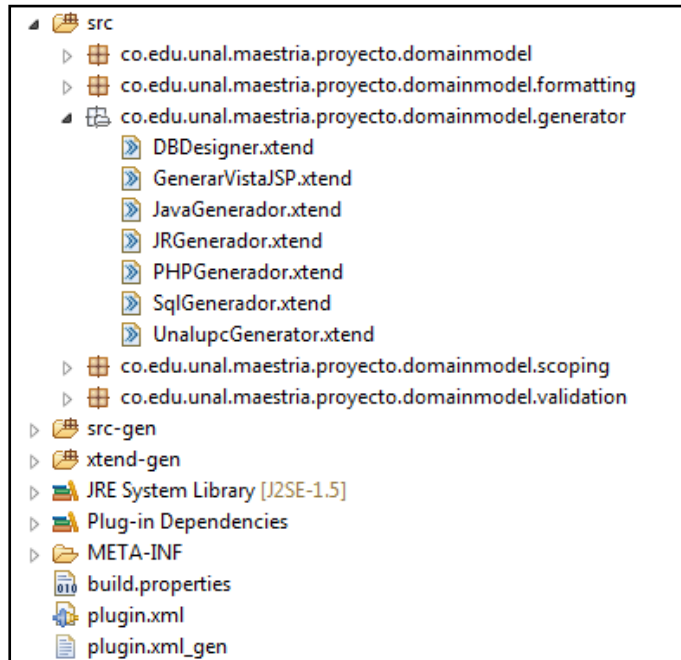 src
co.edu.unal.maestria.proyecto.domainmodel
co.edu.unal.maestria.proyecto.domainmodel.formatting
co.edu.unal.maestria.proyecto.domainmodel.generator
DBDesigner.xtend
GenerarVistaJSP.xtend
JavaGenerador.xtend
JRGenerador.xtend
PHPGenerador.xtend
SqlGenerador.xtend
UnalupcGenerator.xtend
co.edu.unal.maestria.proyecto.domainmodel.scoping
co.edu.unal.maestria.proyecto.domainmodel.validation
src-gen
xtend-gen
JRE System Library [J2SE-1.5]
Plug-in Dependencies
META-INF
build.properties
plugin.xml
plugin.xml_gen